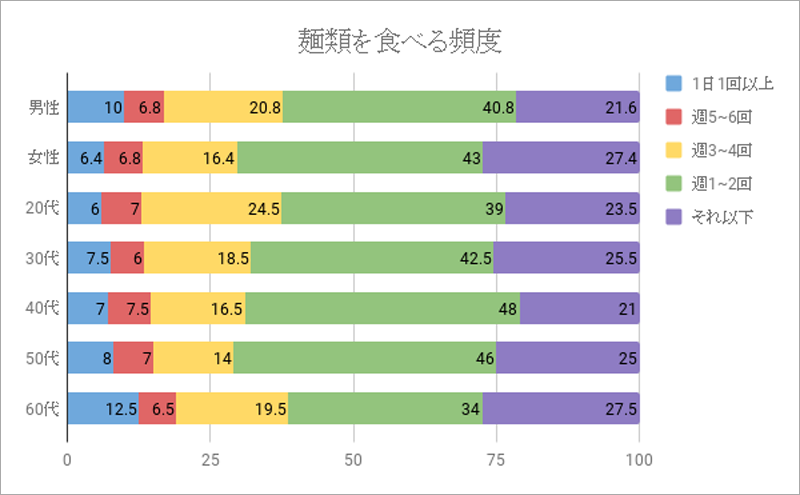 麺類を食べる頻度
男性 10 6.8 20.8 40.8 21.6
女性 6.4 6.8 16.4 43 27.4
20代 6 7 24.5 39 23.5
30代 7.5 6 18.5 42.5 25.5
40代 7 7.5 16.5 48 21
50代 8 7 14 46 25
60代 12.5 6.5 19.5 34 27.5
0 25 50 75 100
1日1回以上
週5~6回
週3~4回
週1~2回
それ以下